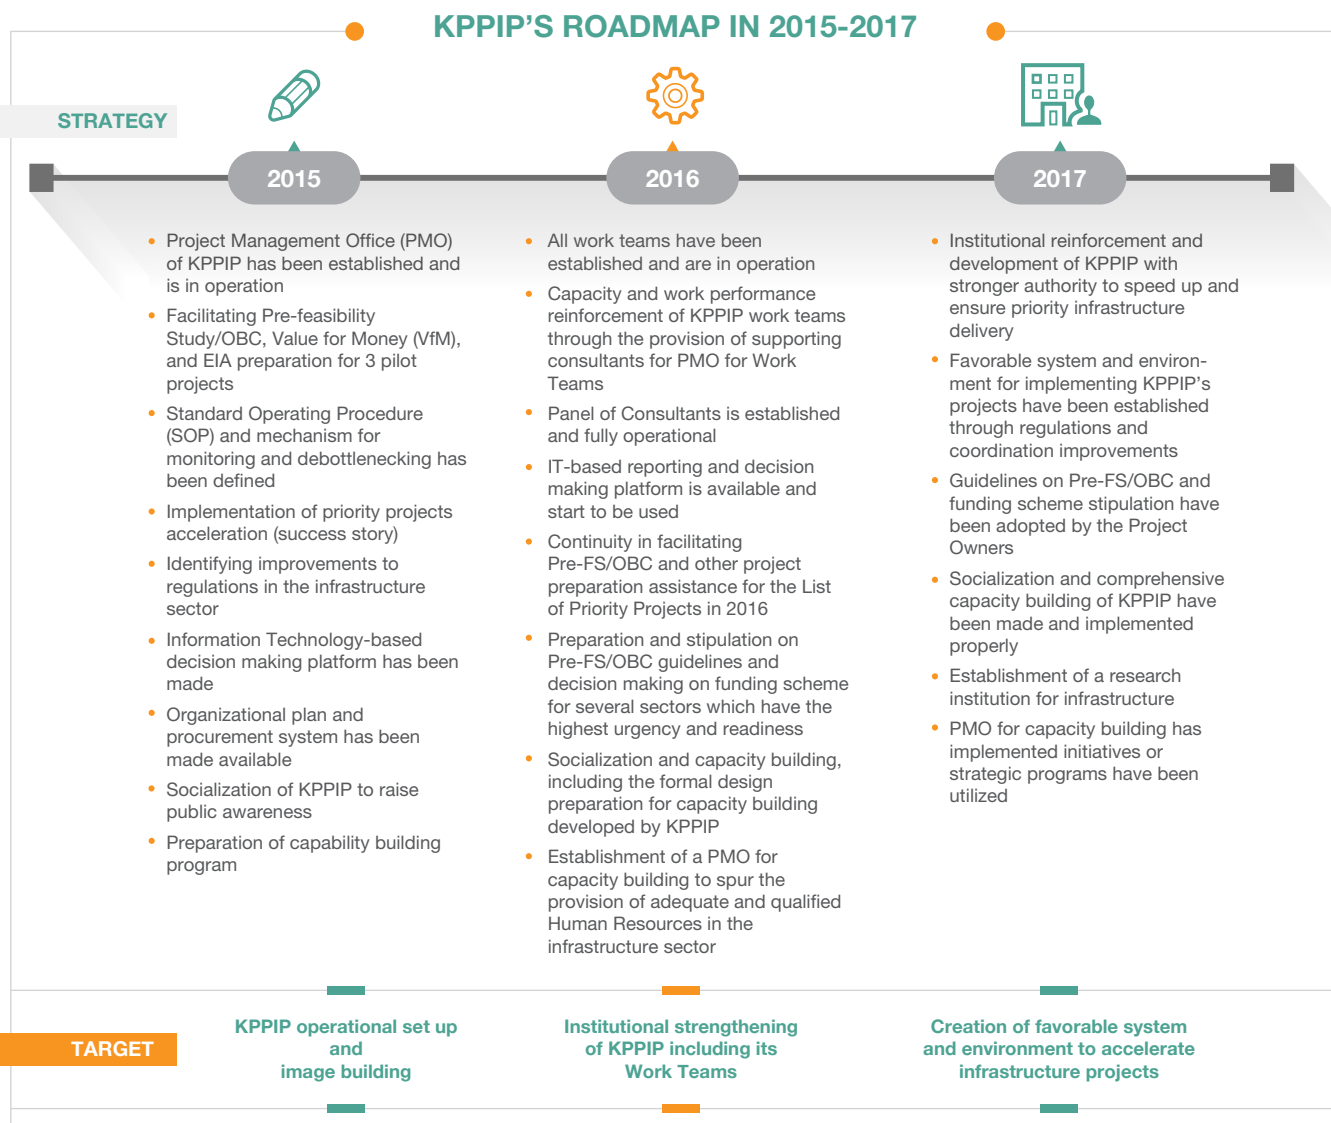 KPPIP'S ROADMAP IN 2015-2017
STRATEGY
2015
Project Management Office (PMO)
of KPPIP has been established and
is in operation
Facilitating Pre-feasibility
Study/OBC, Value for Money (VfM),
and EIA preparation for 3 pilot
projects
Standard Operating Procedure
(SOP) and mechanism for
monitoring and debottlenecking has
been defined
Implementation of priority projects
acceleration (success story)
Identifying improvements to
regulations in the infrastructure
sector
Information Technology-based
decision making platform has been
made
Organizational plan and
procurement system has been
made available
Socialization of KPPIP to raise
public awareness
Preparation of capability building
program
2016
All work teams have been
established and are in operation
Capacity and work performance
reinforcement of KPPIP work teams
through the provision of supporting
consultants for PMO for Work
Teams
Panel of Consultants is established
and fully operational
IT-based reporting and decision
making platform is available and
start to be used
Continuity in facilitating
Pre-FS/OBC and other project
preparation assistance for the List
of Priority Projects in 2016
Preparation and stipulation on
Pre-FS/OBC guidelines and
decision making on funding scheme
for several sectors which have the
highest urgency and readiness
Socialization and capacity building,
including the formal design
preparation for capacity building
developed by KPPIP
Establishment of a PMO for
capacity building to spur the
provision of adequate and qualified
Human Resources in the
infrastructure sector
2017
Institutional reinforcement and
development of KPPIP with
stronger authority to speed up and
ensure priority infrastructure
delivery
Favorable system and environ-
ment for implementing KPPIP's
projects have been established
through regulations and
coordination improvements
Guidelines on Pre-FS/OBC and
funding scheme stipulation have
been adopted by the Project
Owners
Socialization and comprehensive
capacity building of KPPIP have
been made and implemented
properly
Establishment of a research
institution for infrastructure
PMO for capacity building has
implemented initiatives or
strategic programs have been
utilized
TARGET
KPPIP operational set up
and
image building
Institutional strengthening
of KPPIP including its
Work Teams
Creation of favorable system
and environment to accelerate
infrastructure projects